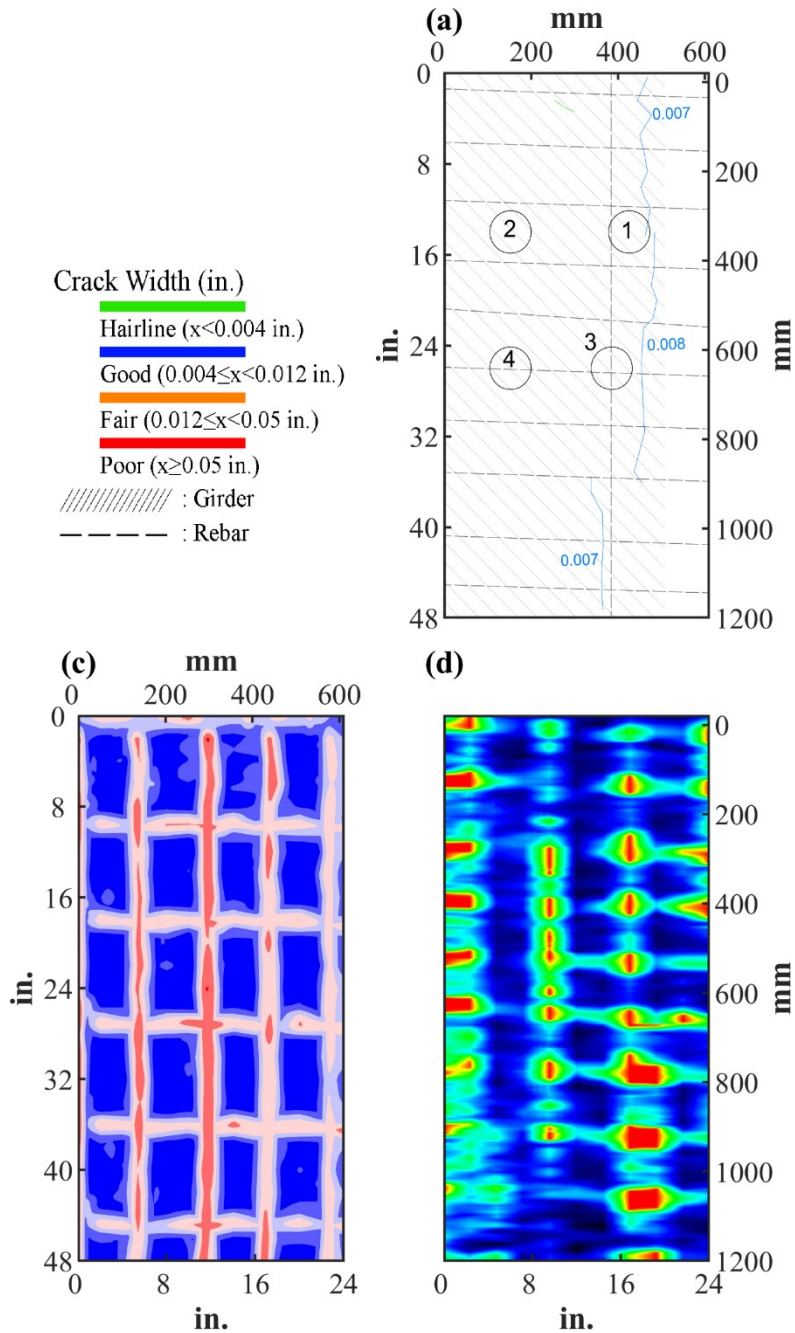 (a)
mm
0 200 400 600
0
8
16
24
32
40
48
in.
0
200
400
600
800
1000
1200
mm
0.007
2
1
3
0.008
4
0.007
Crack Width (in.)
Hairline (x<0.004 in.)
Good (0.004≤x<0.012 in.)
Fair (0.012≤x<0.05 in.)
Poor (x≥0.05 in.)
: Girder
: Rebar
(c)
mm
0 200 400 600
0
8
16
24
32
40
48
in.
0 8 16 24
in.
(d)
0
200
400
600
800
1000
1200
mm
0 8 16 24
in.